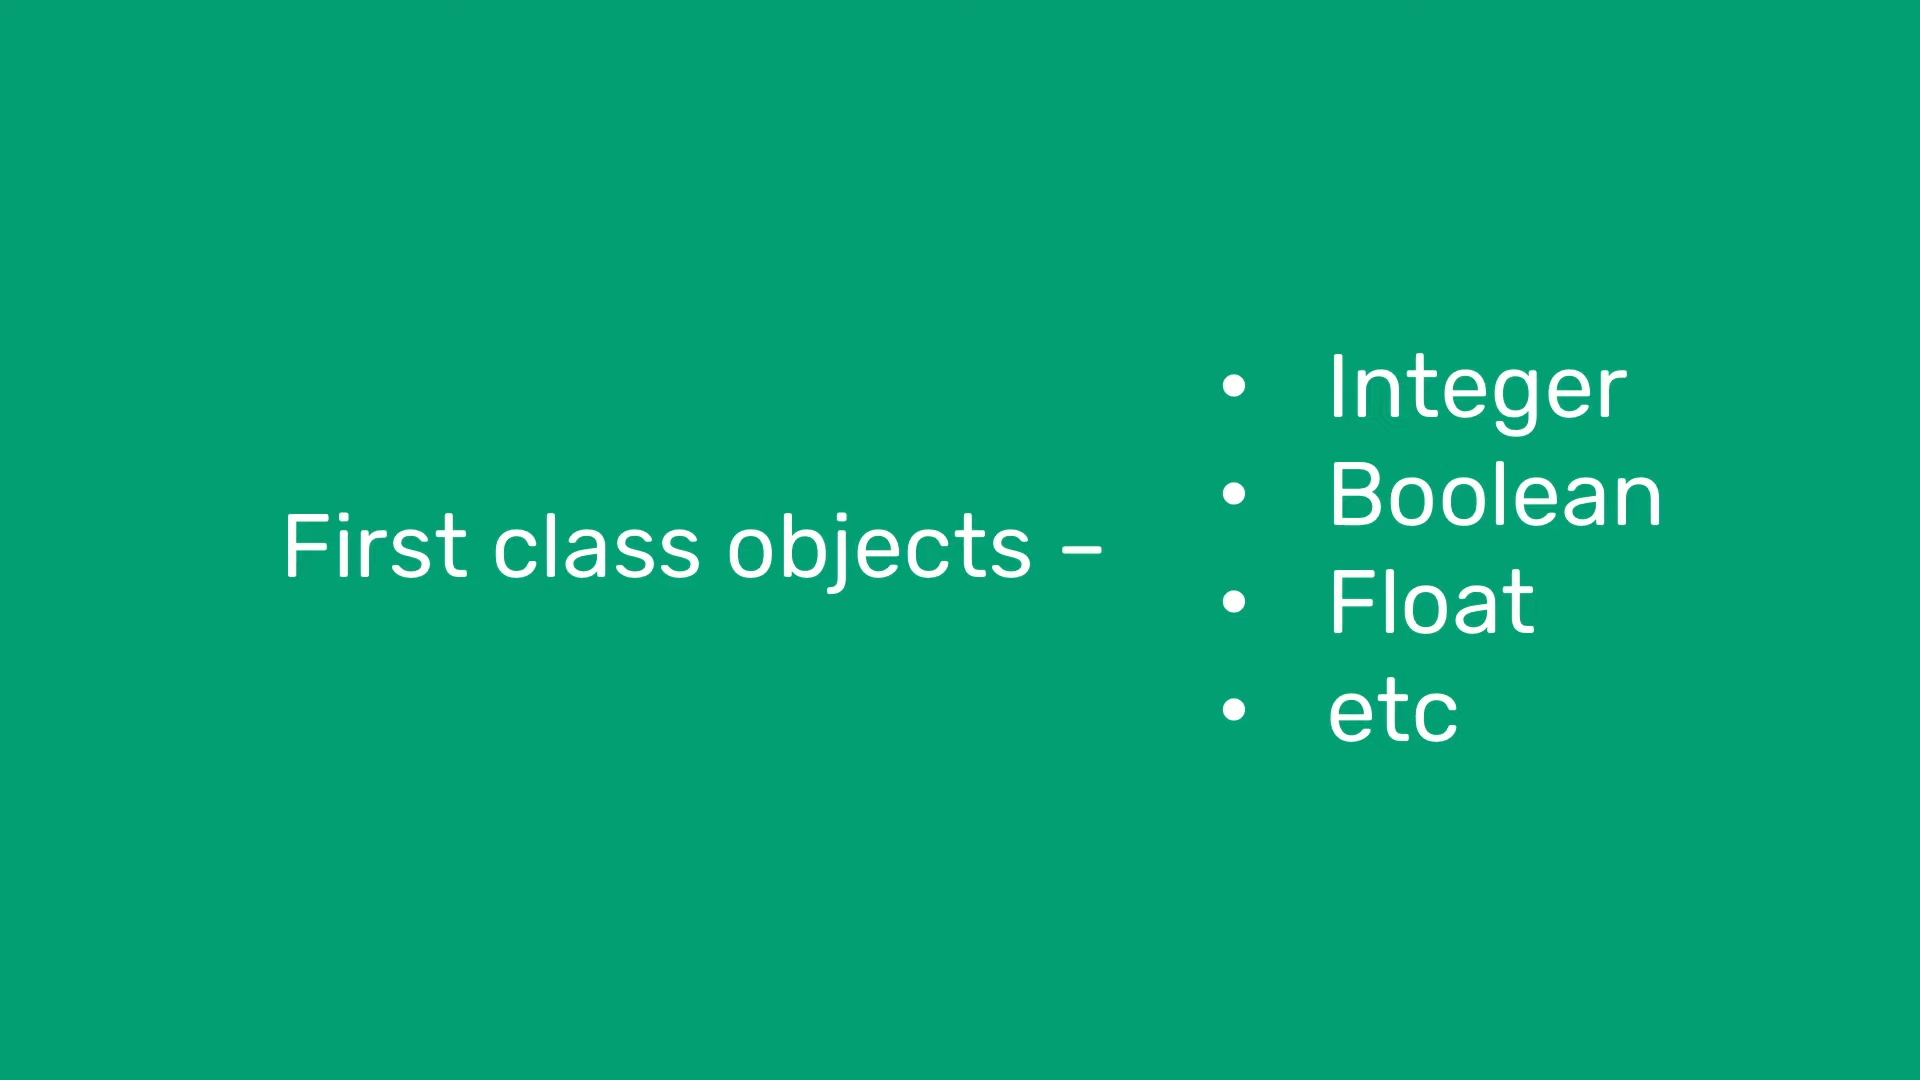 First class objects –
• Integer
• Boolean
• Float
• etc